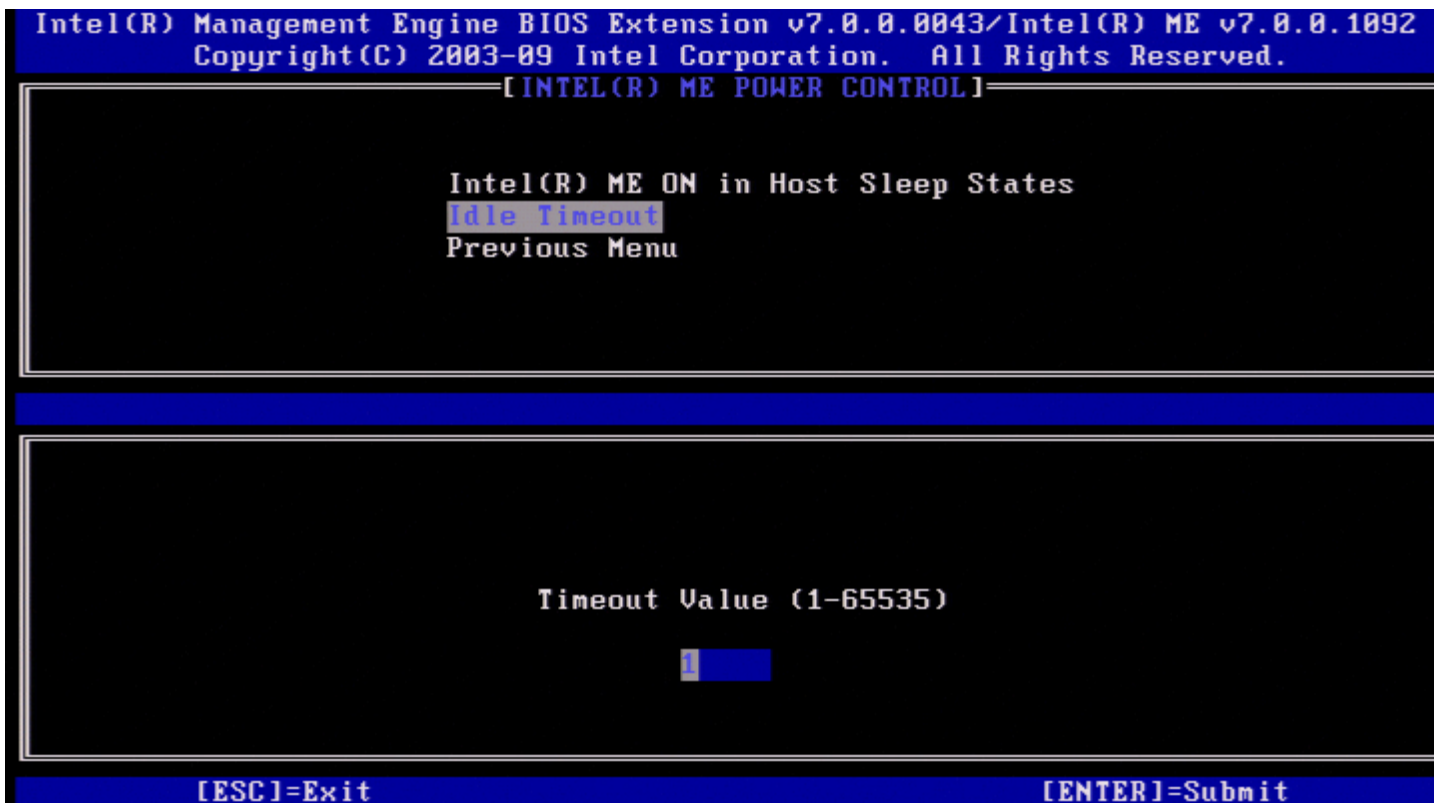 Intel(R) Management Engine BIOS Extension v7.0.0.0043/Intel(R) ME v7.0.0.1092
Copyright(C) 2003-09 Intel Corporation. All Rights Reserved.
[INTEL(R) ME POWER CONTROL]
Intel(R) ME ON in Host Sleep States
Idle Timeout
Previous Menu
Timeout Value (1-65535)
1
[ESC]=Exit [ENTER]=Submit